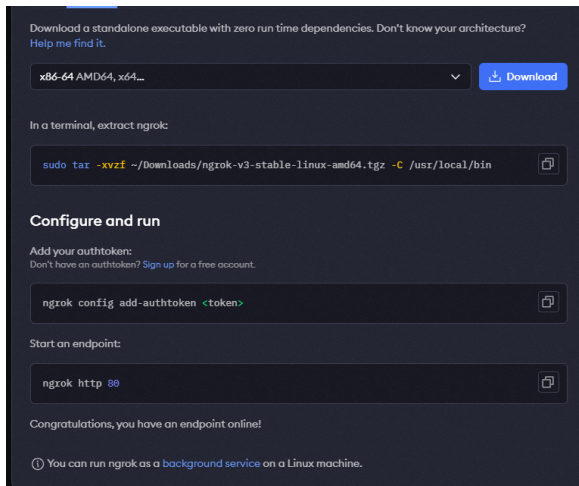 Download a standalone executable with zero run time dependencies. Don't know your architecture?
Help me find it.
x86-64 AMD64, x64...
Download
In a terminal, extract ngrok:
sudo tar -xvzf ~/Downloads/ngrok-v3-stable-linux-amd64.tgz -C /usr/local/bin
Configure and run
Add your authtoken:
Don't have an authtoken? Sign up for a free account.
ngrok config add-authtoken <token>
Start an endpoint:
ngrok http 80
Congratulations, you have an endpoint online!
You can run ngrok as a background service on a Linux machine.